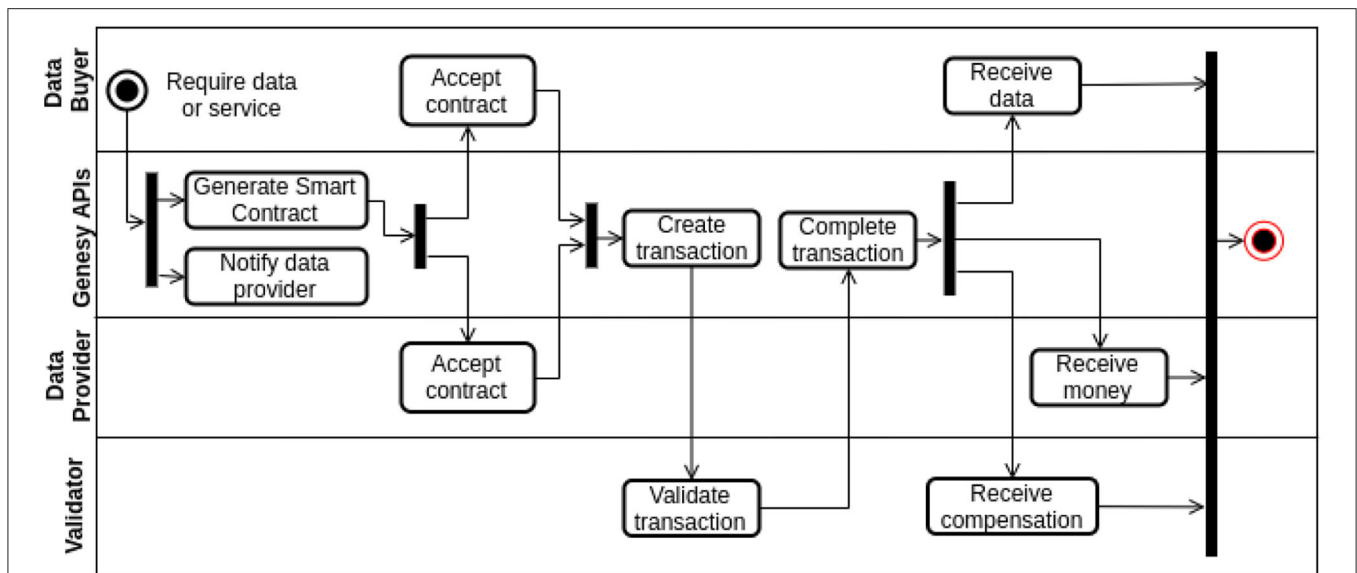 Data
Buyer
Require data
or service
Accept
contract
Receive
data
Genesy APIs
Generate Smart
Contract
Notify data
provider
Create
transaction
Complete
transaction
Data
Provider
Accept
contract
Receive
money
Validator
Validate
transaction
Receive
compensation